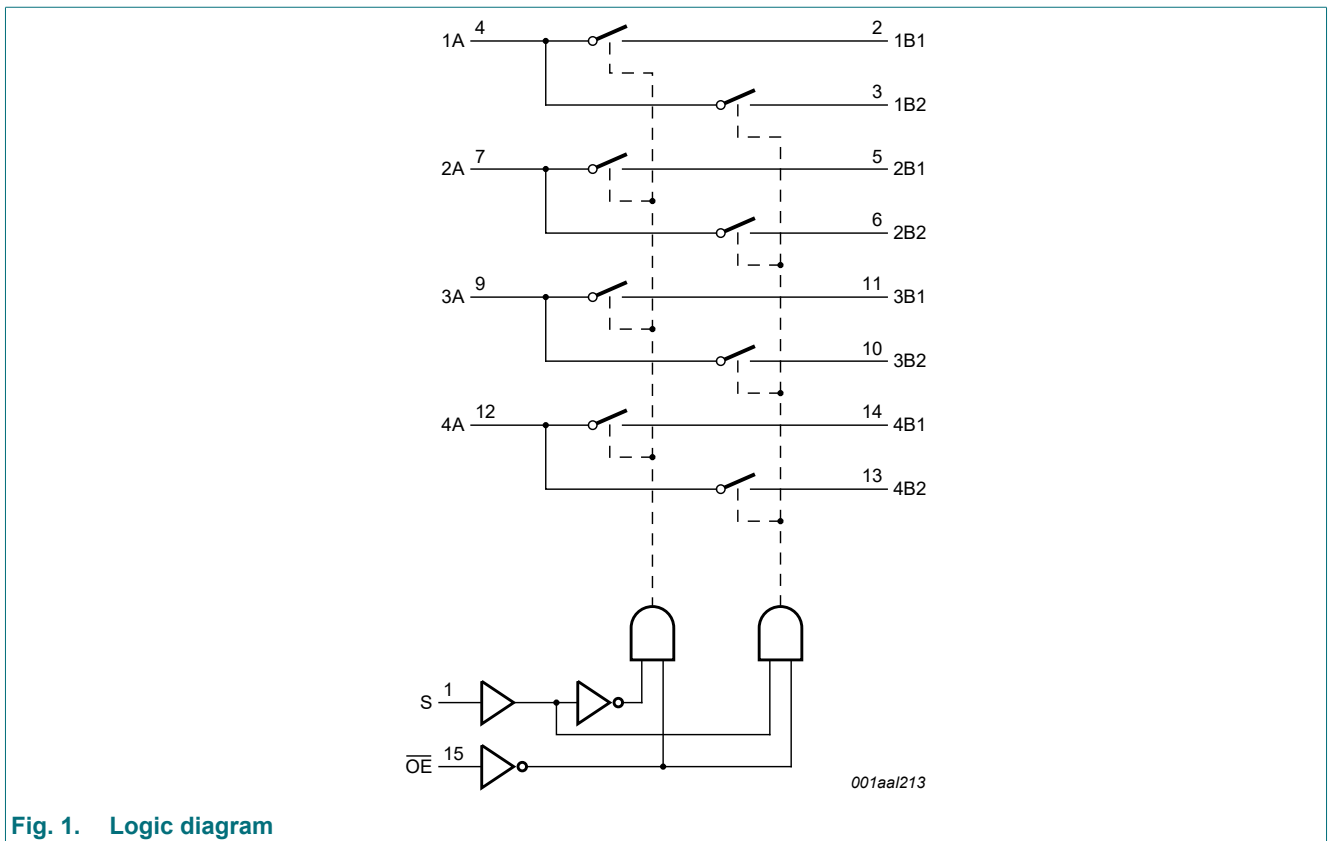 1A 4 2 1B1
3 1B2
2A 7 5 2B1
6 2B2
3A 9 11 3B1
10 3B2
4A 12 14 4B1
13 4B2
S 1
O̅E̅ 15
001aal213
Fig. 1. Logic diagram